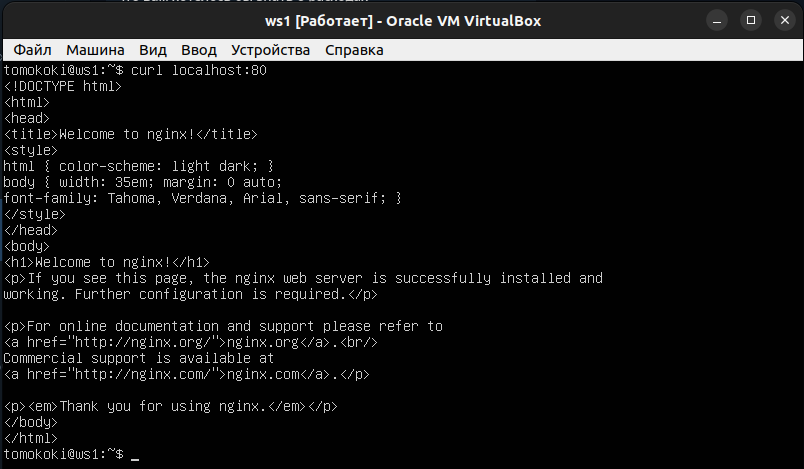 ws1 [Работает] - Oracle VM VirtualBox
Файл Машина Вид Ввод Устройства Справка
tomokoki@ws1:~$ curl localhost:80
<!DOCTYPE html>
<html>
<head>
<title>Welcome to nginx!</title>
<style>
html { color-scheme: light dark; }
body { width: 35em; margin: 0 auto;
font-family: Tahoma, Verdana, Arial, sans-serif; }
</style>
</head>
<body>
<h1>Welcome to nginx!</h1>
<p>If you see this page, the nginx web server is successfully installed and
working. Further configuration is required.</p>

<p>For online documentation and support please refer to
<a href="http://nginx.org/">nginx.org</a>.<br/>
Commercial support is available at
<a href="http://nginx.com/">nginx.com</a>.</p>

<p><em>Thank you for using nginx.</em></p>
</body>
</html>
tomokoki@ws1:~$ _